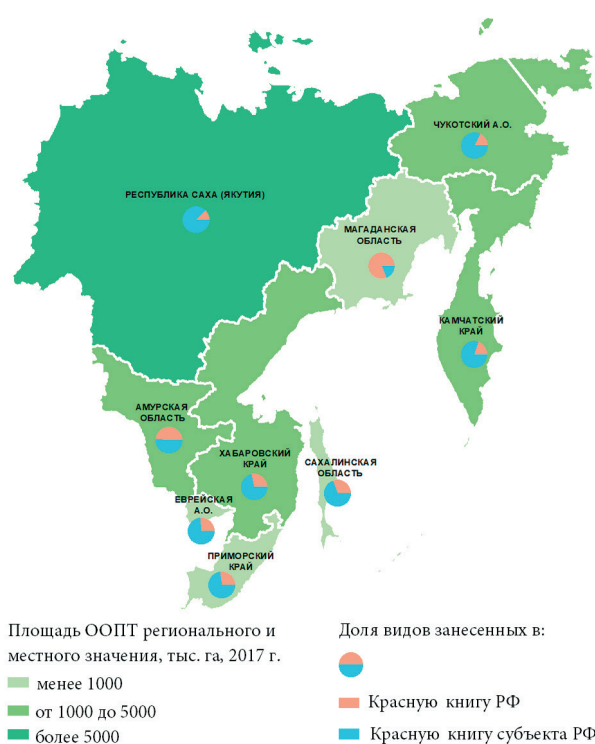 ЧУКОТСКИЙ А.О.
РЕСПУБЛИКА САХА (ЯКУТИЯ)
МАГАДАНСКАЯ
ОБЛАСТЬ
КАМЧАТСКИЙ
КРАЙ
АМУРСКАЯ
ОБЛАСТЬ
ХАБАРОВСКИЙ
КРАЙ
САХАЛИНСКАЯ
ОБЛАСТЬ
ЕВРЕЙСКАЯ
А.О.
ПРИМОРСКИЙ
КРАЙ
Площадь ООПТ регионального и
местного значения, тыс. га, 2017 г.
менее 1000
от 1000 до 5000
более 5000
Доля видов занесенных в:
Красную книгу РФ
Красную книгу субъекта РФ